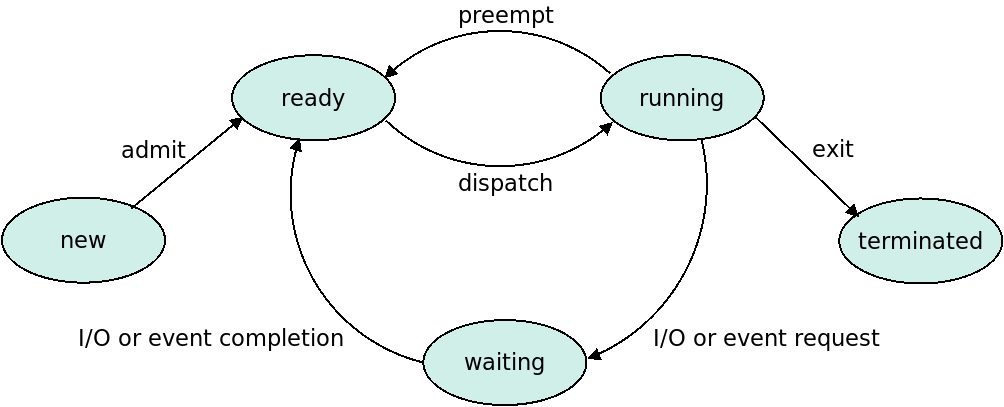 preempt
ready
running
admit
exit
dispatch
new
terminated
I/O or event completion
I/O or event request
waiting